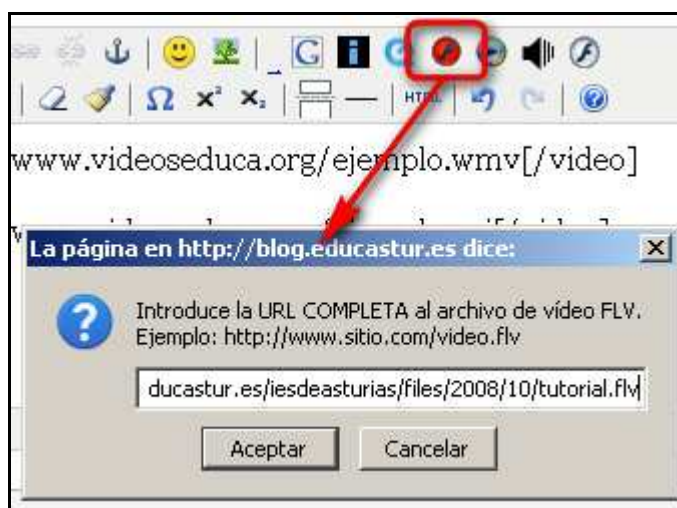 G
HTML
www.videoseduca.org/ejemplo.wmv[/video]
La página en http://blog.educastur.es dice:
Introduce la URL COMPLETA al archivo de vídeo FLV.
Ejemplo: http://www.sitio.com/video.flv
ducastur.es/iesdeasturias/files/2008/10/tutorial.flv
Aceptar Cancelar